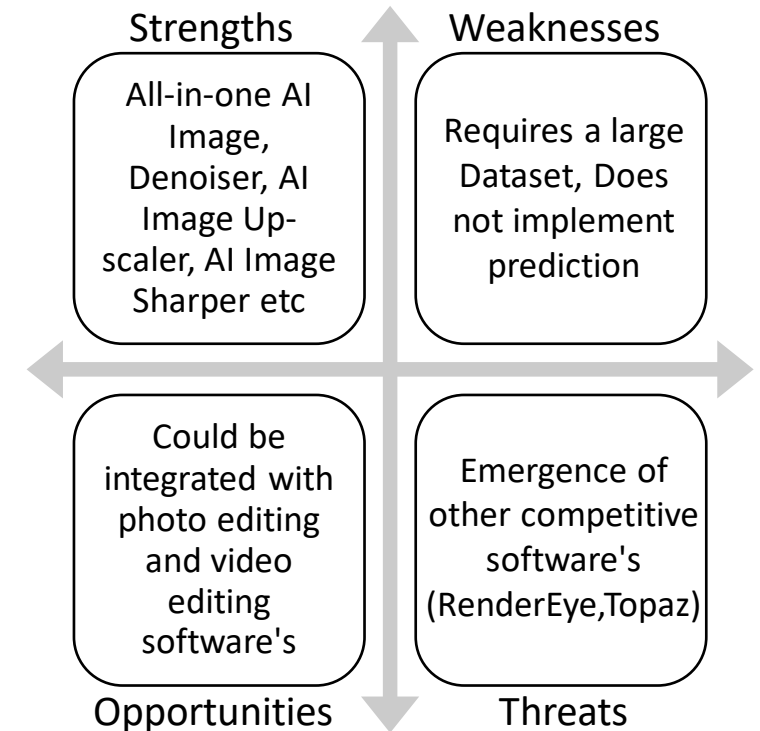 Strengths
All-in-one AI
Image,
Denoiser, AI
Image Up-
scaler, AI Image
Sharper etc
Weaknesses
Requires a large
Dataset, Does
not implement
prediction
Could be
integrated with
photo editing
and video
editing
software's
Opportunities
Emergence of
other competitive
software's
(RenderEye,Topaz)
Threats